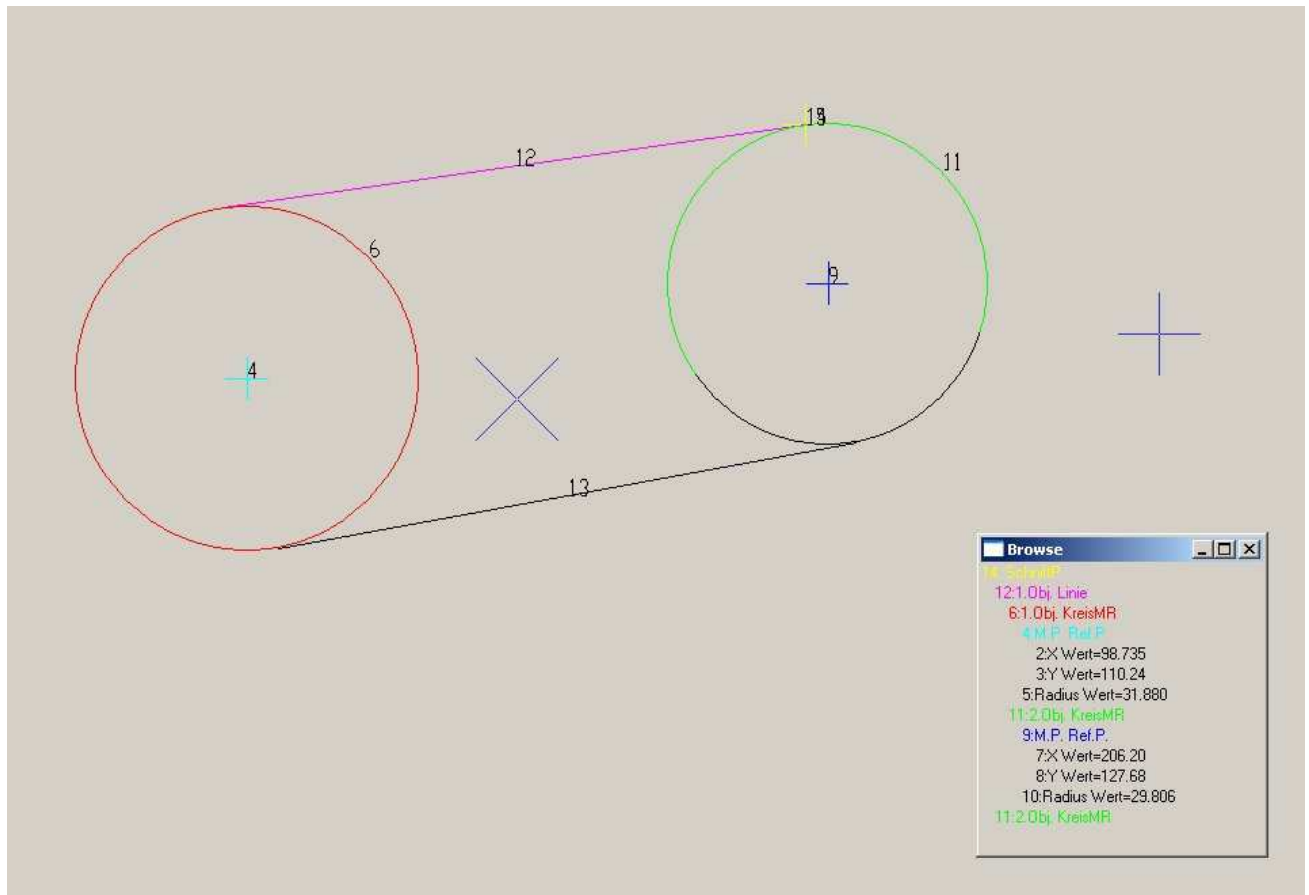 12
11
6
9
4
13
Browse
14: SchnittP
12:1.Obj. Linie
6:1.Obj. KreisMR
4:M.P. Ref.P.
2:X Wert=98.735
3:Y Wert=110.24
5:Radius Wert=31.880
11:2.Obj. KreisMR
9:M.P. Ref.P.
7:X Wert=206.20
8:Y Wert=127.68
10:Radius Wert=29.806
11:2.Obj. KreisMR